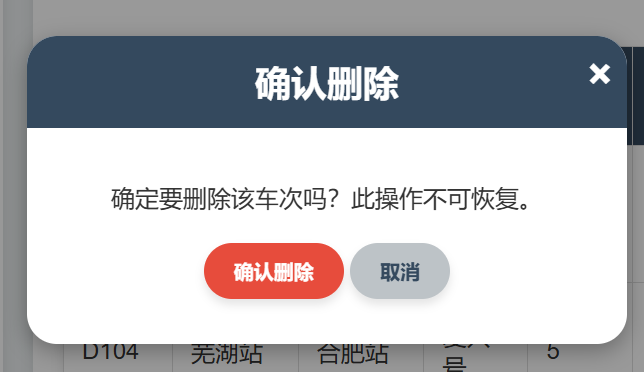 确认删除
×
确定要删除该车次吗？此操作不可恢复。
确认删除 取消
D104 芜湖站 合肥站 5
号